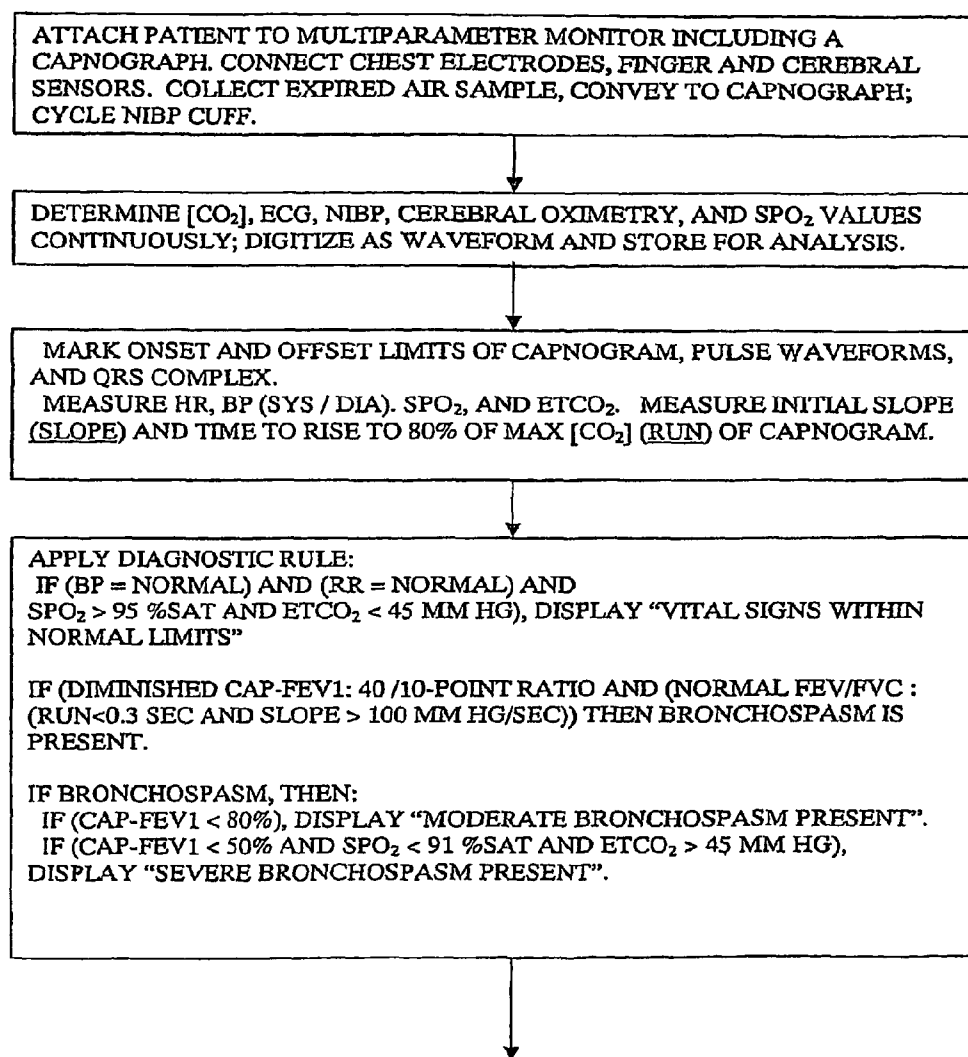 ATTACH PATIENT TO MULTIPARAMETER MONITOR INCLUDING A
CAPNOGRAPH. CONNECT CHEST ELECTRODES, FINGER AND CEREBRAL
SENSORS. COLLECT EXPIRED AIR SAMPLE, CONVEY TO CAPNOGRAPH;
CYCLE NIBP CUFF.
DETERMINE [CO₂], ECG, NIBP, CEREBRAL OXIMETRY, AND SPO₂ VALUES
CONTINUOUSLY; DIGITIZE AS WAVEFORM AND STORE FOR ANALYSIS.
MARK ONSET AND OFFSET LIMITS OF CAPNOGRAM, PULSE WAVEFORMS,
AND QRS COMPLEX.
MEASURE HR, BP (SYS / DIA). SPO₂, AND ETCO₂. MEASURE INITIAL SLOPE
(SLOPE) AND TIME TO RISE TO 80% OF MAX [CO₂] (RUN) OF CAPNOGRAM.
APPLY DIAGNOSTIC RULE:
IF (BP = NORMAL) AND (RR = NORMAL) AND
SPO₂ > 95 %SAT AND ETCO₂ < 45 MM HG), DISPLAY “VITAL SIGNS WITHIN
NORMAL LIMITS”
IF (DIMINISHED CAP-FEV1: 40 /10-POINT RATIO AND (NORMAL FEV/FVC :
(RUN<0.3 SEC AND SLOPE > 100 MM HG/SEC)) THEN BRONCHOSPASM IS
PRESENT.
IF BRONCHOSPASM, THEN:
IF (CAP-FEV1 < 80%), DISPLAY “MODERATE BRONCHOSPASM PRESENT”.
IF (CAP-FEV1 < 50% AND SPO₂ < 91 %SAT AND ETCO₂ > 45 MM HG),
DISPLAY “SEVERE BRONCHOSPASM PRESENT”.